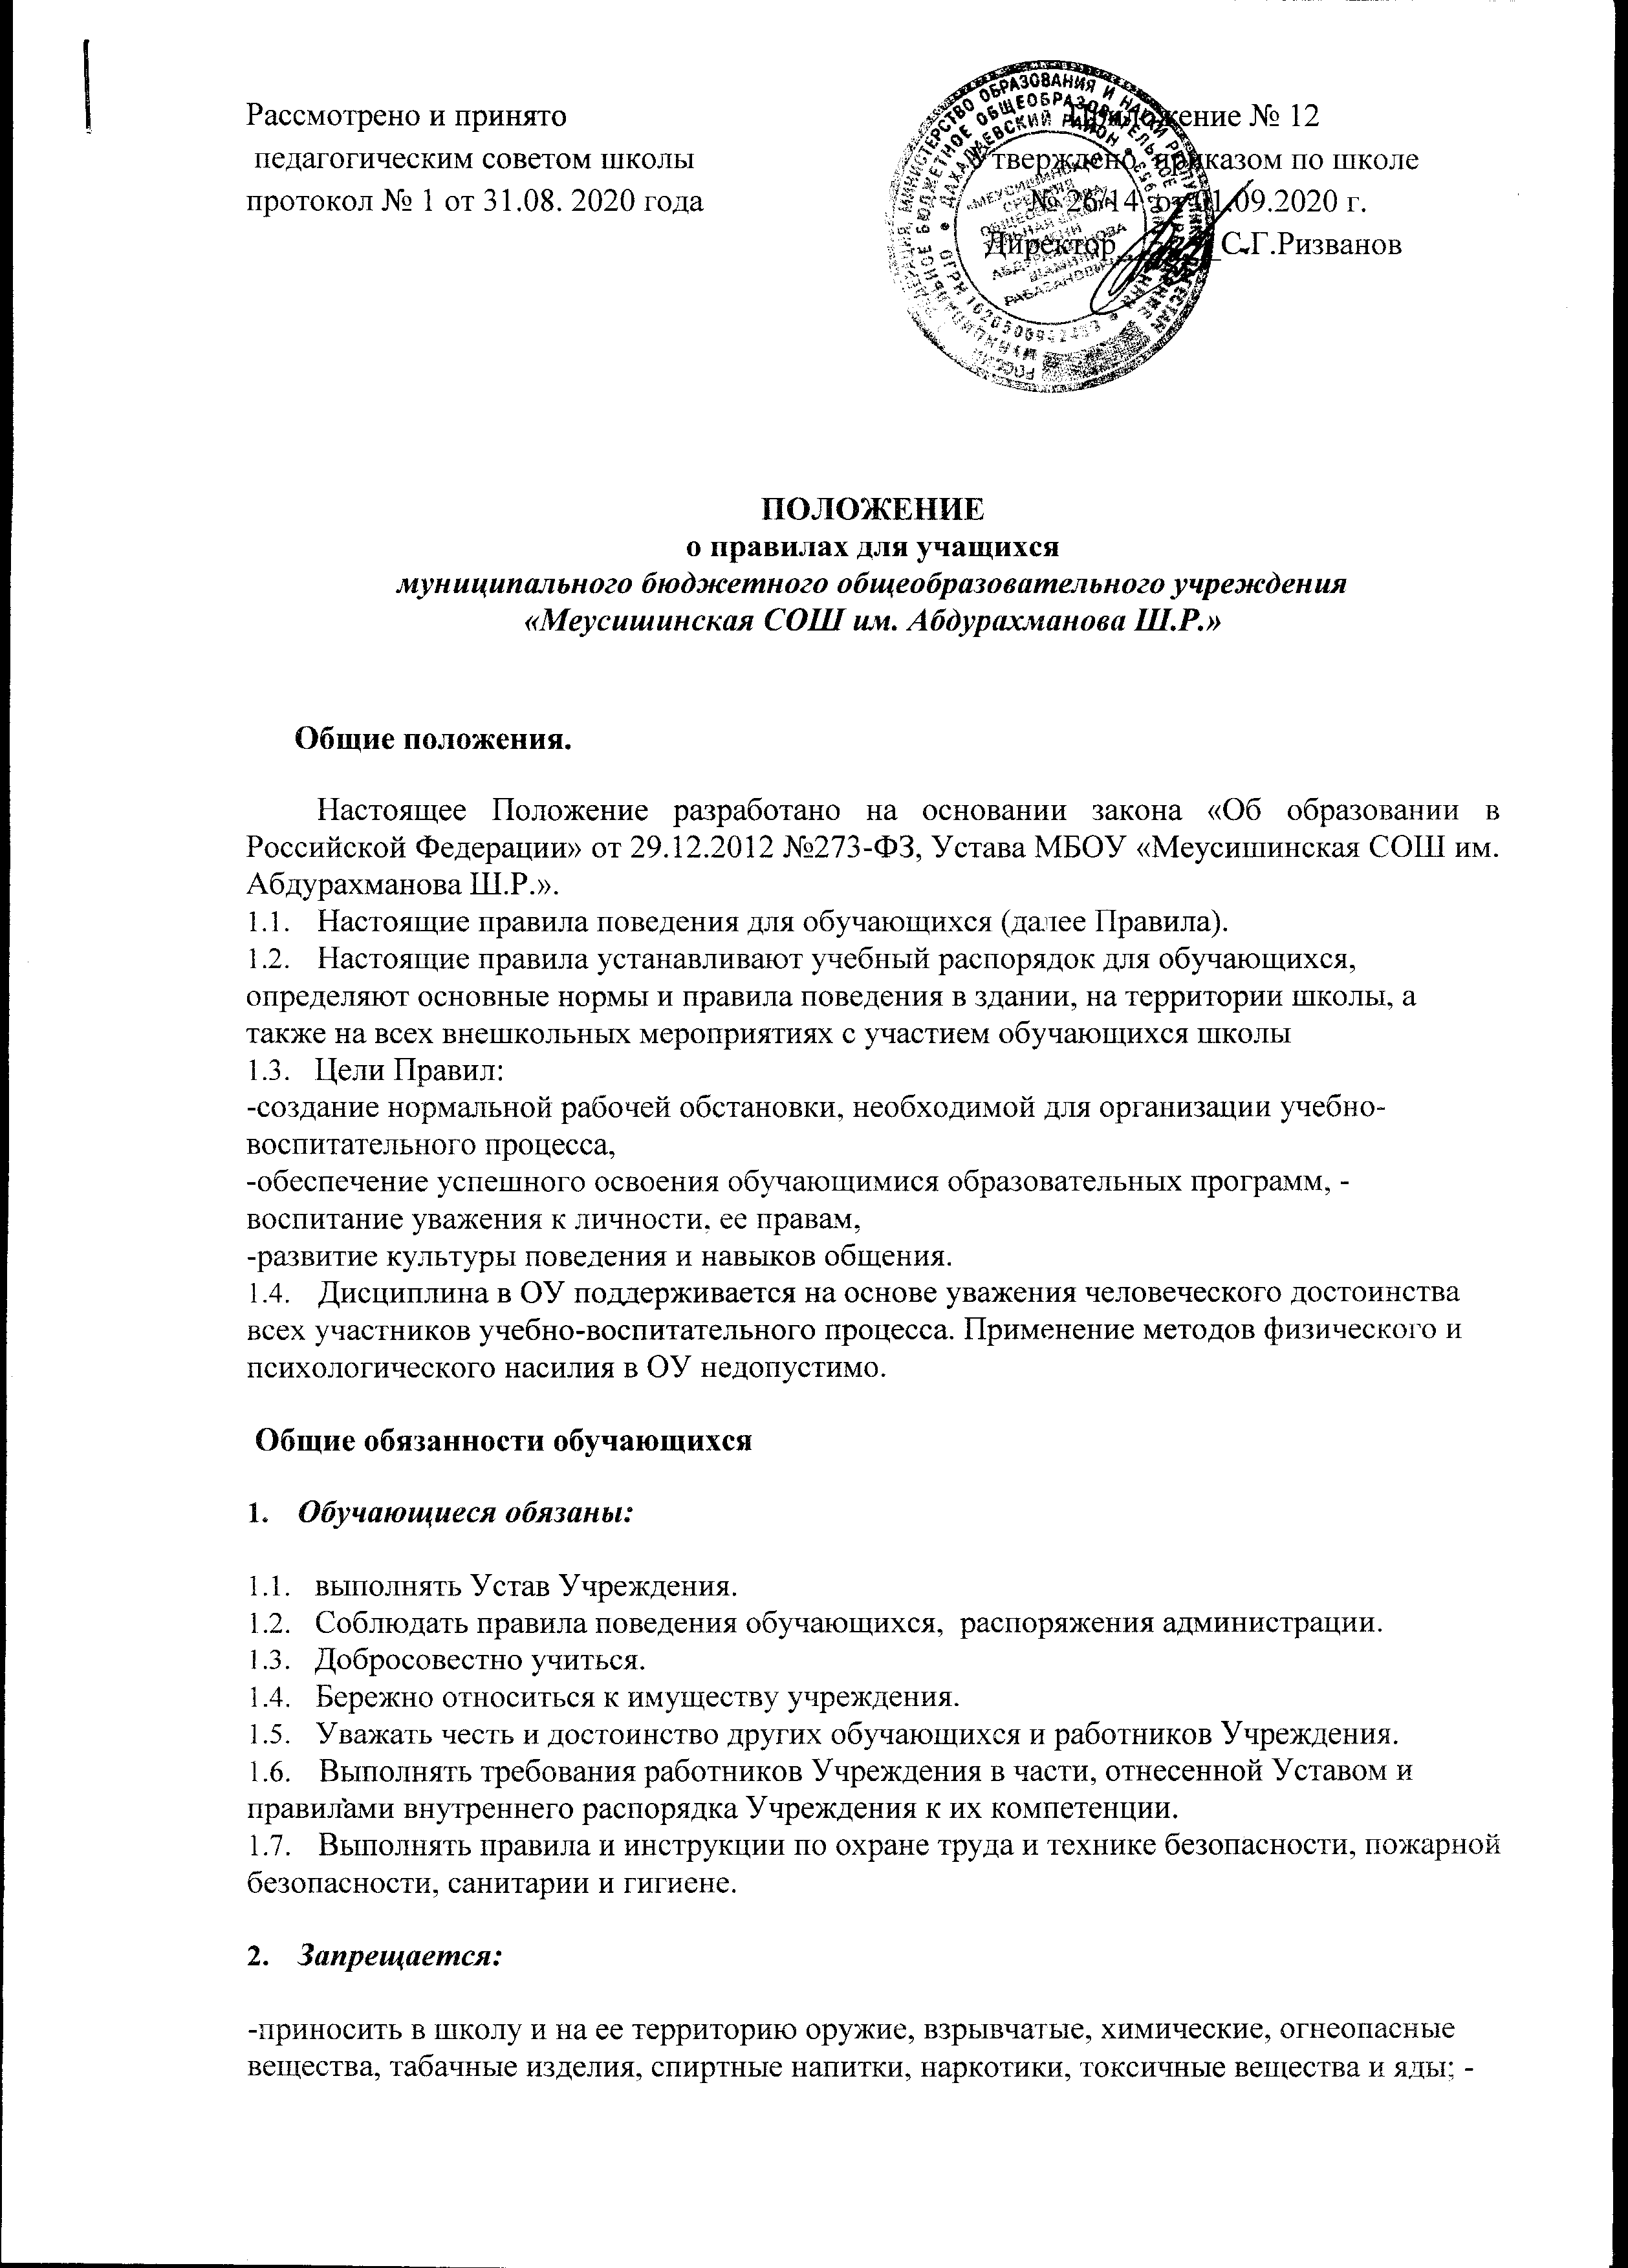 Рассмотрено и принято
педагогическим советом школы
протокол № 1 от 31.08. 2020 года
Приложение № 12
Утверждено приказом по школе
от 01.09.2020 г.
Директор С.Г.Ризванов
ПОЛОЖЕНИЕ
о правилах для учащихся
муниципального бюджетного общеобразовательного учреждения
«Меусишинская СОШ им. Абдурахманова Ш.Р.»
Общие положения.
Настоящее Положение разработано на основании закона «Об образовании в
Российской Федерации» от 29.12.2012 №273-ФЗ, Устава МБОУ «Меусишинская СОШ им.
Абдурахманова Ш.Р.».
1.1. Настоящие правила поведения для обучающихся (далее Правила).
1.2. Настоящие правила устанавливают учебный распорядок для обучающихся,
определяют основные нормы и правила поведения в здании, на территории школы, а
также на всех внешкольных мероприятиях с участием обучающихся школы
1.3. Цели Правил:
-создание нормальной рабочей обстановки, необходимой для организации учебно-
воспитательного процесса,
-обеспечение успешного освоения обучающимися образовательных программ, -
воспитание уважения к личности, ее правам,
-развитие культуры поведения и навыков общения.
1.4. Дисциплина в ОУ поддерживается на основе уважения человеческого достоинства
всех участников учебно-воспитательного процесса. Применение методов физического и
психологического насилия в ОУ недопустимо.
Общие обязанности обучающихся
1. Обучающиеся обязаны:
1.1. выполнять Устав Учреждения.
1.2. Соблюдать правила поведения обучающихся, распоряжения администрации.
1.3. Добросовестно учиться.
1.4. Бережно относиться к имуществу учреждения.
1.5. Уважать честь и достоинство других обучающихся и работников Учреждения.
1.6. Выполнять требования работников Учреждения в части, отнесенной Уставом и
правилами внутреннего распорядка Учреждения к их компетенции.
1.7. Выполнять правила и инструкции по охране труда и технике безопасности, пожарной
безопасности, санитарии и гигиене.
2. Запрещается:
-приносить в школу и на ее территорию оружие, взрывчатые, химические, огнеопасные
вещества, табачные изделия, спиртные напитки, наркотики, токсичные вещества и яды; -